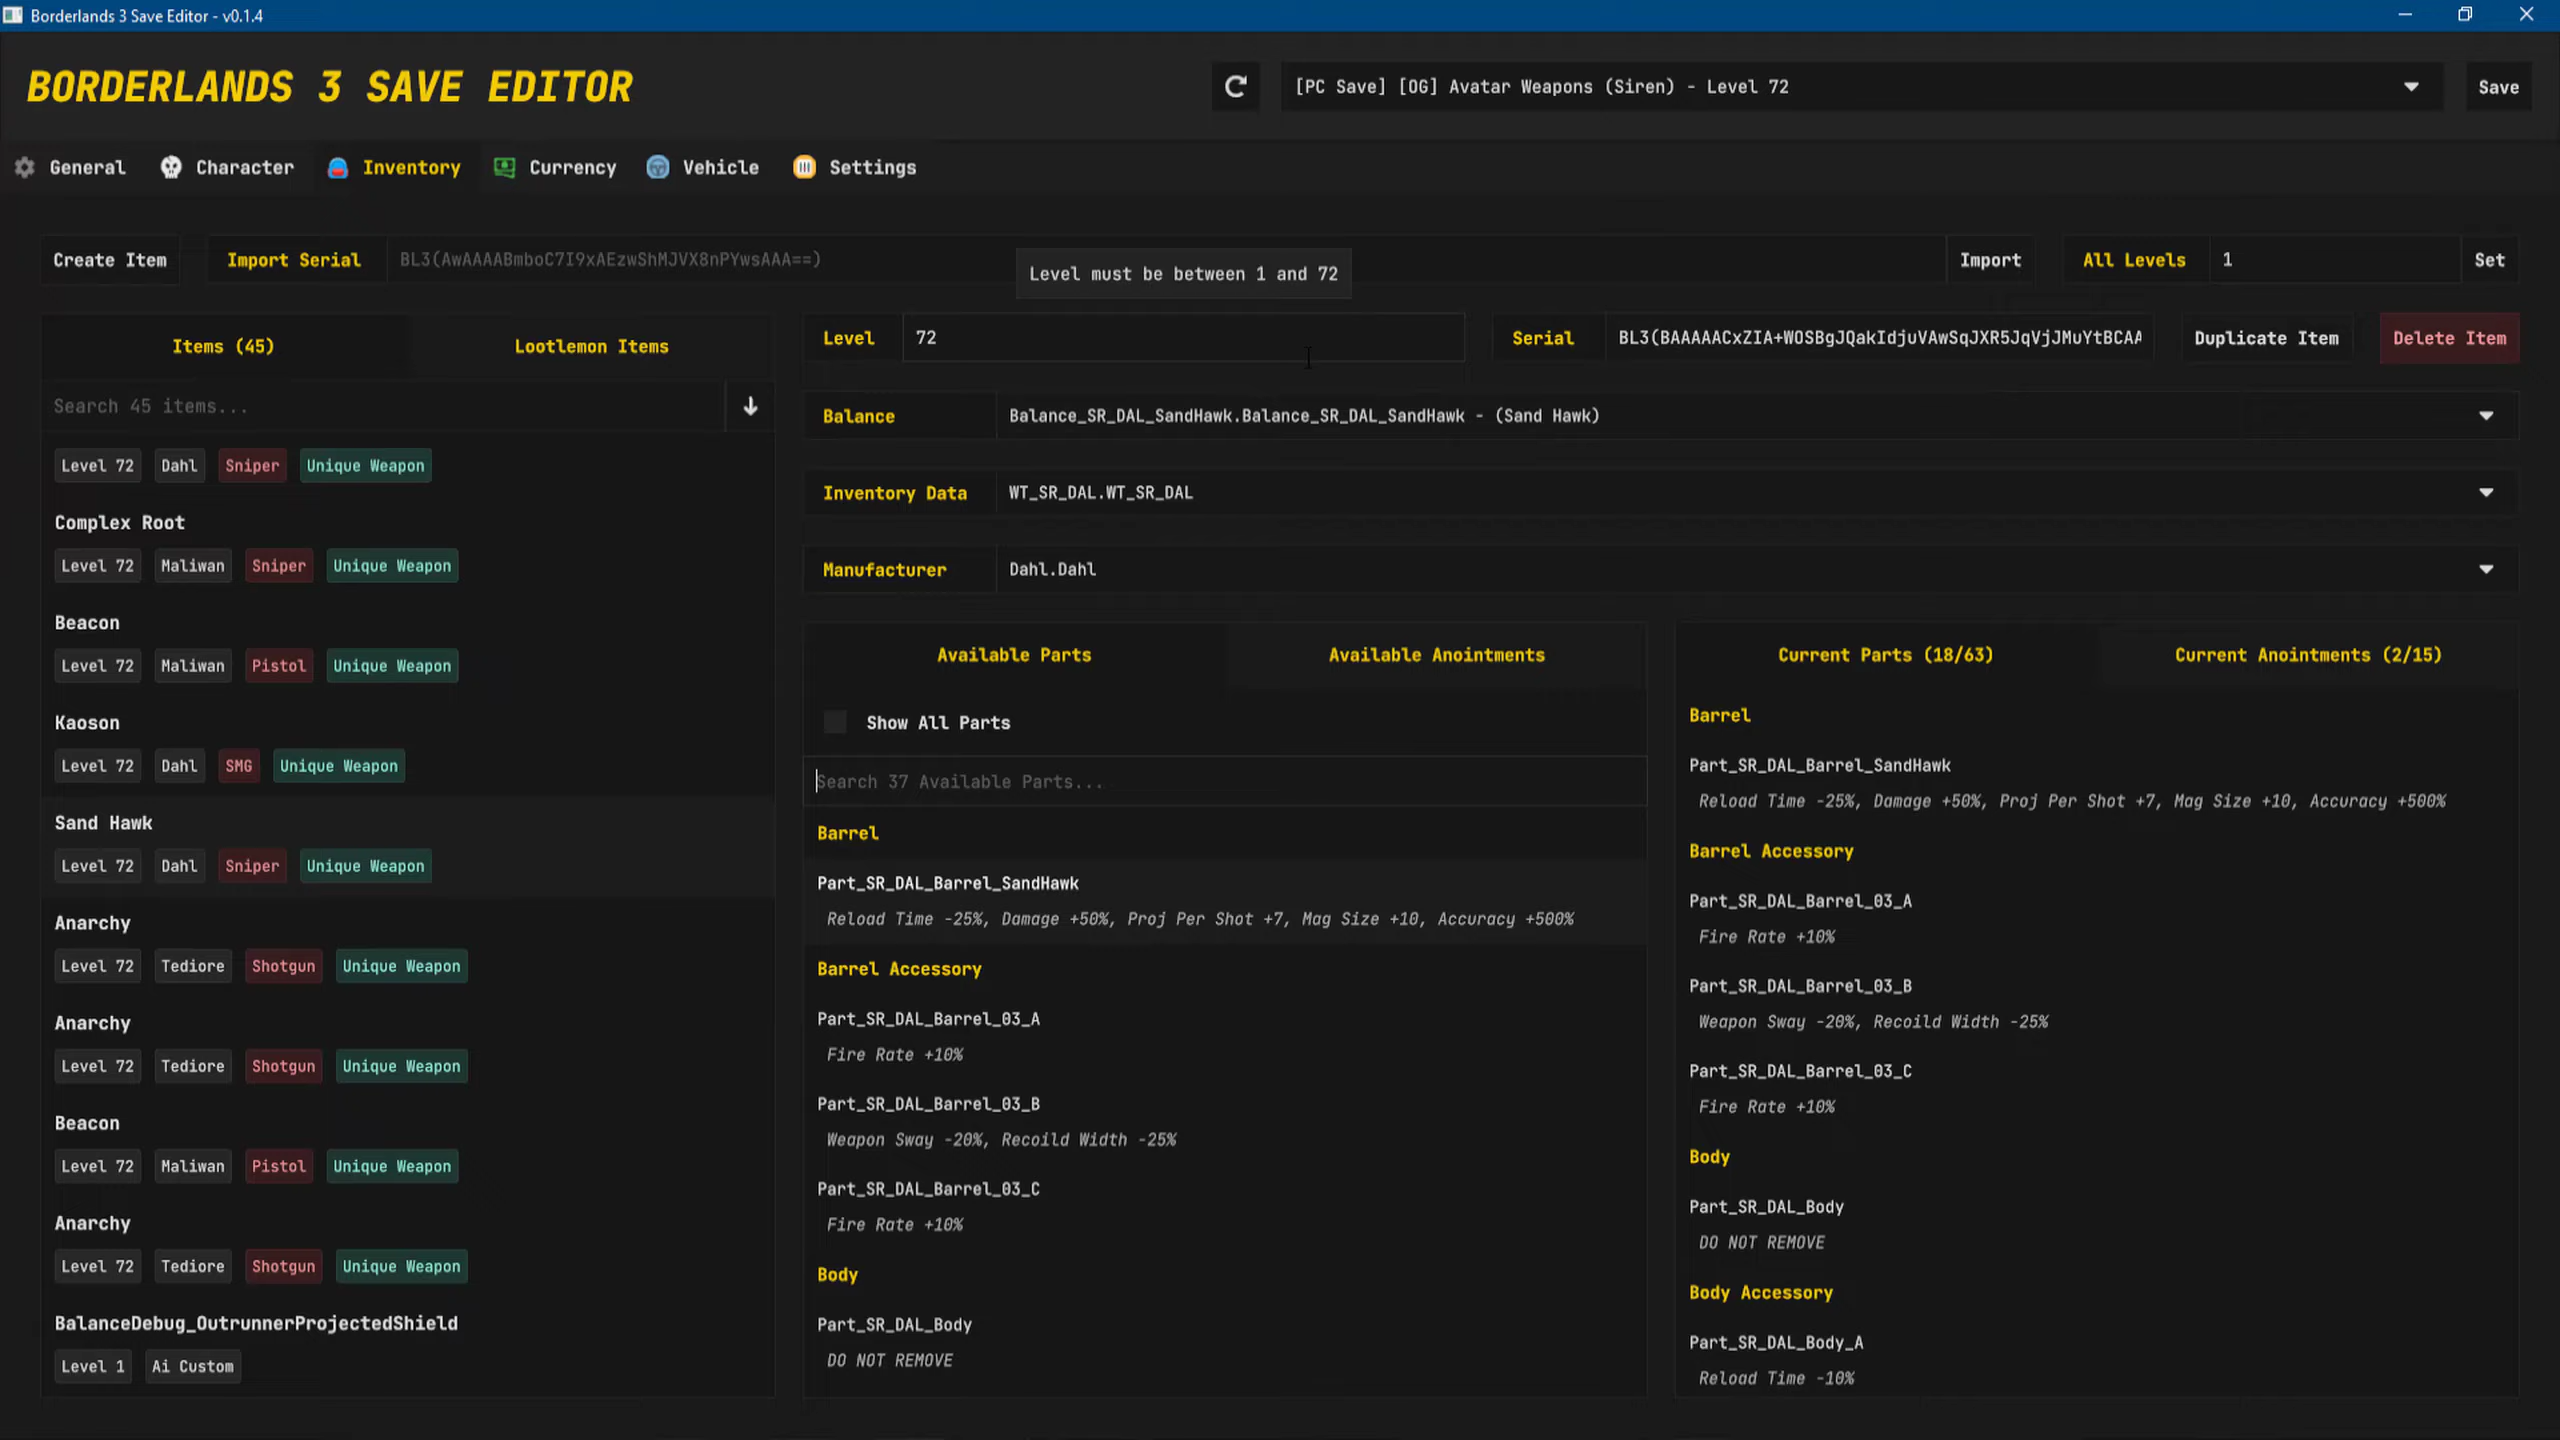 Borderlands 3 Save Editor - v0.1.4
BORDERLANDS 3 SAVE EDITOR
[PC Save] [OG] Avatar Weapons (Siren) - Level 72
Save
General
Character
Inventory
Currency
Vehicle
Settings
Create Item
Import Serial
BL3(AwAAAABmboC7I9xAEzwShMJVX8nPYwsAAA==)
Level must be between 1 and 72
Import
All Levels
1
Set
Items (45)
Lootlemon Items
Search 45 items...
Level 72 Dahl Sniper Unique Weapon
Complex Root
Level 72 Maliwan Sniper Unique Weapon
Beacon
Level 72 Maliwan Pistol Unique Weapon
Kaoson
Level 72 Dahl SMG Unique Weapon
Sand Hawk
Level 72 Dahl Sniper Unique Weapon
Anarchy
Level 72 Tediore Shotgun Unique Weapon
Anarchy
Level 72 Tediore Shotgun Unique Weapon
Beacon
Level 72 Maliwan Pistol Unique Weapon
Anarchy
Level 72 Tediore Shotgun Unique Weapon
BalanceDebug_OutrunnerProjectedShield
Level 1 Ai Custom
Level
72
Serial
BL3(BAAAAACxZIA+WOSBgJQakIdjuVAwSqJXR5JqVjJMuYtBCAA
Duplicate Item
Delete Item
Balance
Balance_SR_DAL_SandHawk.Balance_SR_DAL_SandHawk - (Sand Hawk)
Inventory Data
WT_SR_DAL.WT_SR_DAL
Manufacturer
Dahl.Dahl
Available Parts
Available Anointments
Show All Parts
Search 37 Available Parts...
Barrel
Part_SR_DAL_Barrel_SandHawk
Reload Time -25%, Damage +50%, Proj Per Shot +7, Mag Size +10, Accuracy +500%
Barrel Accessory
Part_SR_DAL_Barrel_03_A
Fire Rate +10%
Part_SR_DAL_Barrel_03_B
Weapon Sway -20%, Recoild Width -25%
Part_SR_DAL_Barrel_03_C
Fire Rate +10%
Body
Part_SR_DAL_Body
DO NOT REMOVE
Current Parts (18/63)
Current Anointments (2/15)
Barrel
Part_SR_DAL_Barrel_SandHawk
Reload Time -25%, Damage +50%, Proj Per Shot +7, Mag Size +10, Accuracy +500%
Barrel Accessory
Part_SR_DAL_Barrel_03_A
Fire Rate +10%
Part_SR_DAL_Barrel_03_B
Weapon Sway -20%, Recoild Width -25%
Part_SR_DAL_Barrel_03_C
Fire Rate +10%
Body
Part_SR_DAL_Body
DO NOT REMOVE
Body Accessory
Part_SR_DAL_Body_A
Reload Time -10%